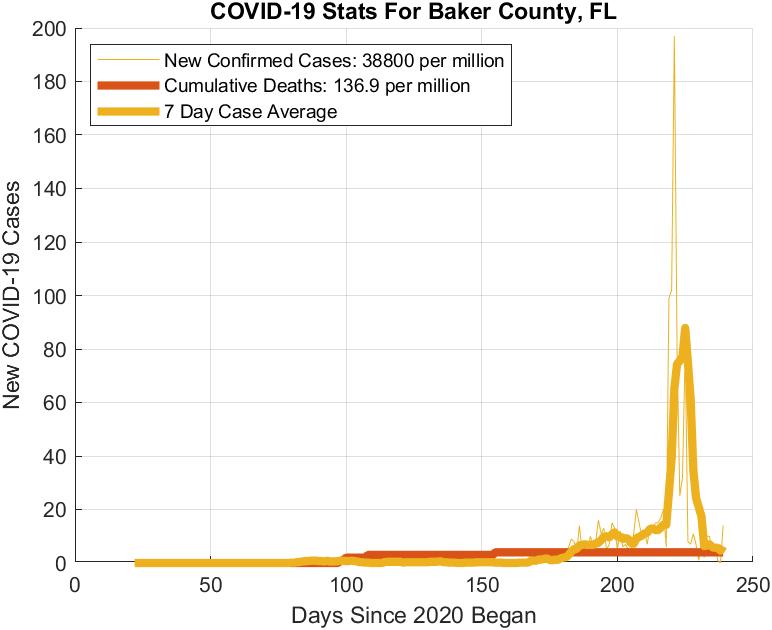 COVID-19 Stats For Baker County, FL
New Confirmed Cases: 38800 per million
Cumulative Deaths: 136.9 per million
7 Day Case Average
New COVID-19 Cases
200
180
160
140
120
100
80
60
40
20
0
0 50 100 150 200 250
Days Since 2020 Began